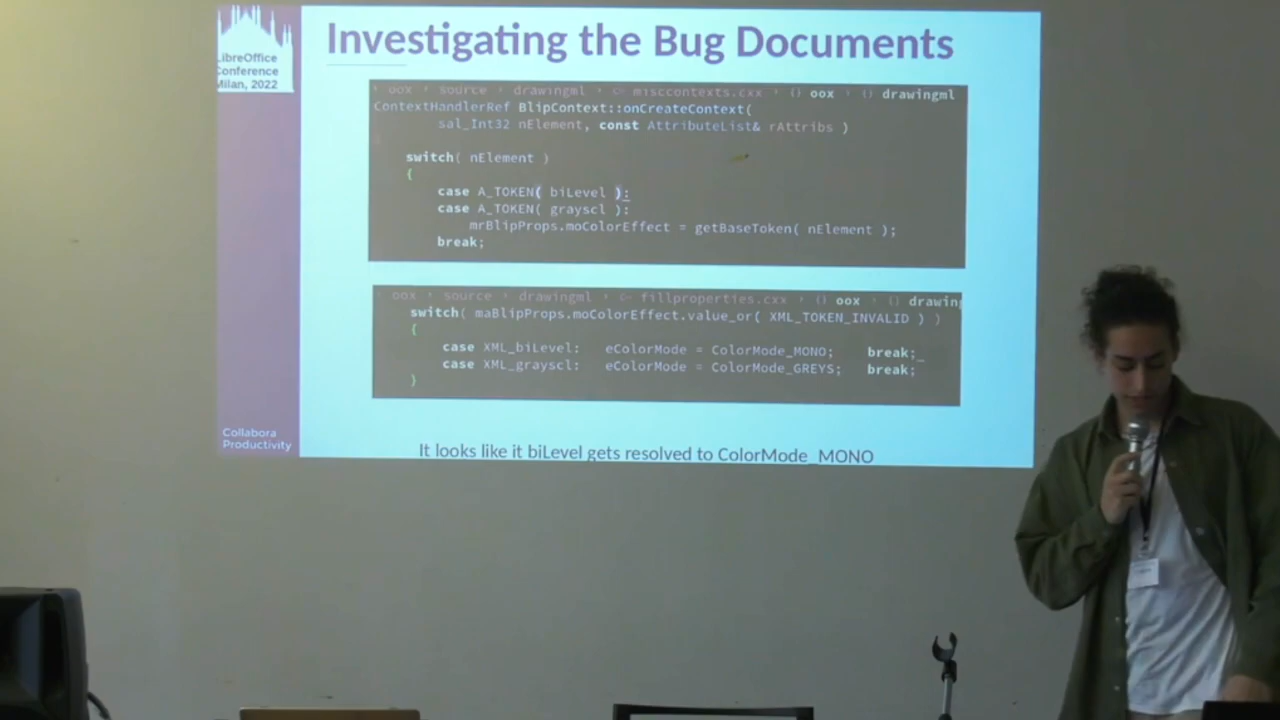 LibreOffice
Conference
Milan, 2022
Investigating the Bug Documents
oox › source › drawingml › misccontexts.cxx › {} oox › {} drawingml
ContextHandlerRef BlipContext::onCreateContext(
sal_Int32 nElement, const AttributeList& rAttribs )
switch( nElement )
{
case A_TOKEN( biLevel ):
case A_TOKEN( grayscl ):
mrBlipProps.moColorEffect = getBaseToken( nElement );
break;
oox › source › drawingml › fillproperties.cxx › {} oox › {} drawing
switch( maBlipProps.moColorEffect.value_or( XML_TOKEN_INVALID ) )
{
case XML_biLevel: eColorMode = ColorMode_MONO; break;
case XML_grayscl: eColorMode = ColorMode_GREYS; break;
}
Collabora
Productivity
It looks like it biLevel gets resolved to ColorMode_MONO